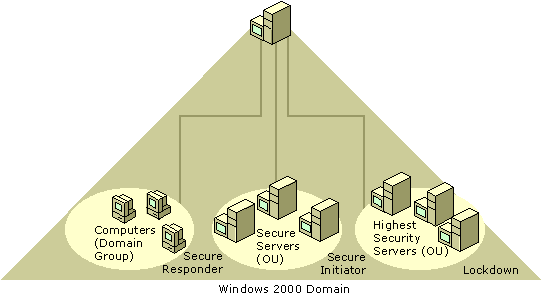 Computers
(Domain
Group)
Secure
Responder
Secure
Servers
(OU)
Secure
Initiator
Highest
Security
Servers (OU)
Lockdown
Windows 2000 Domain